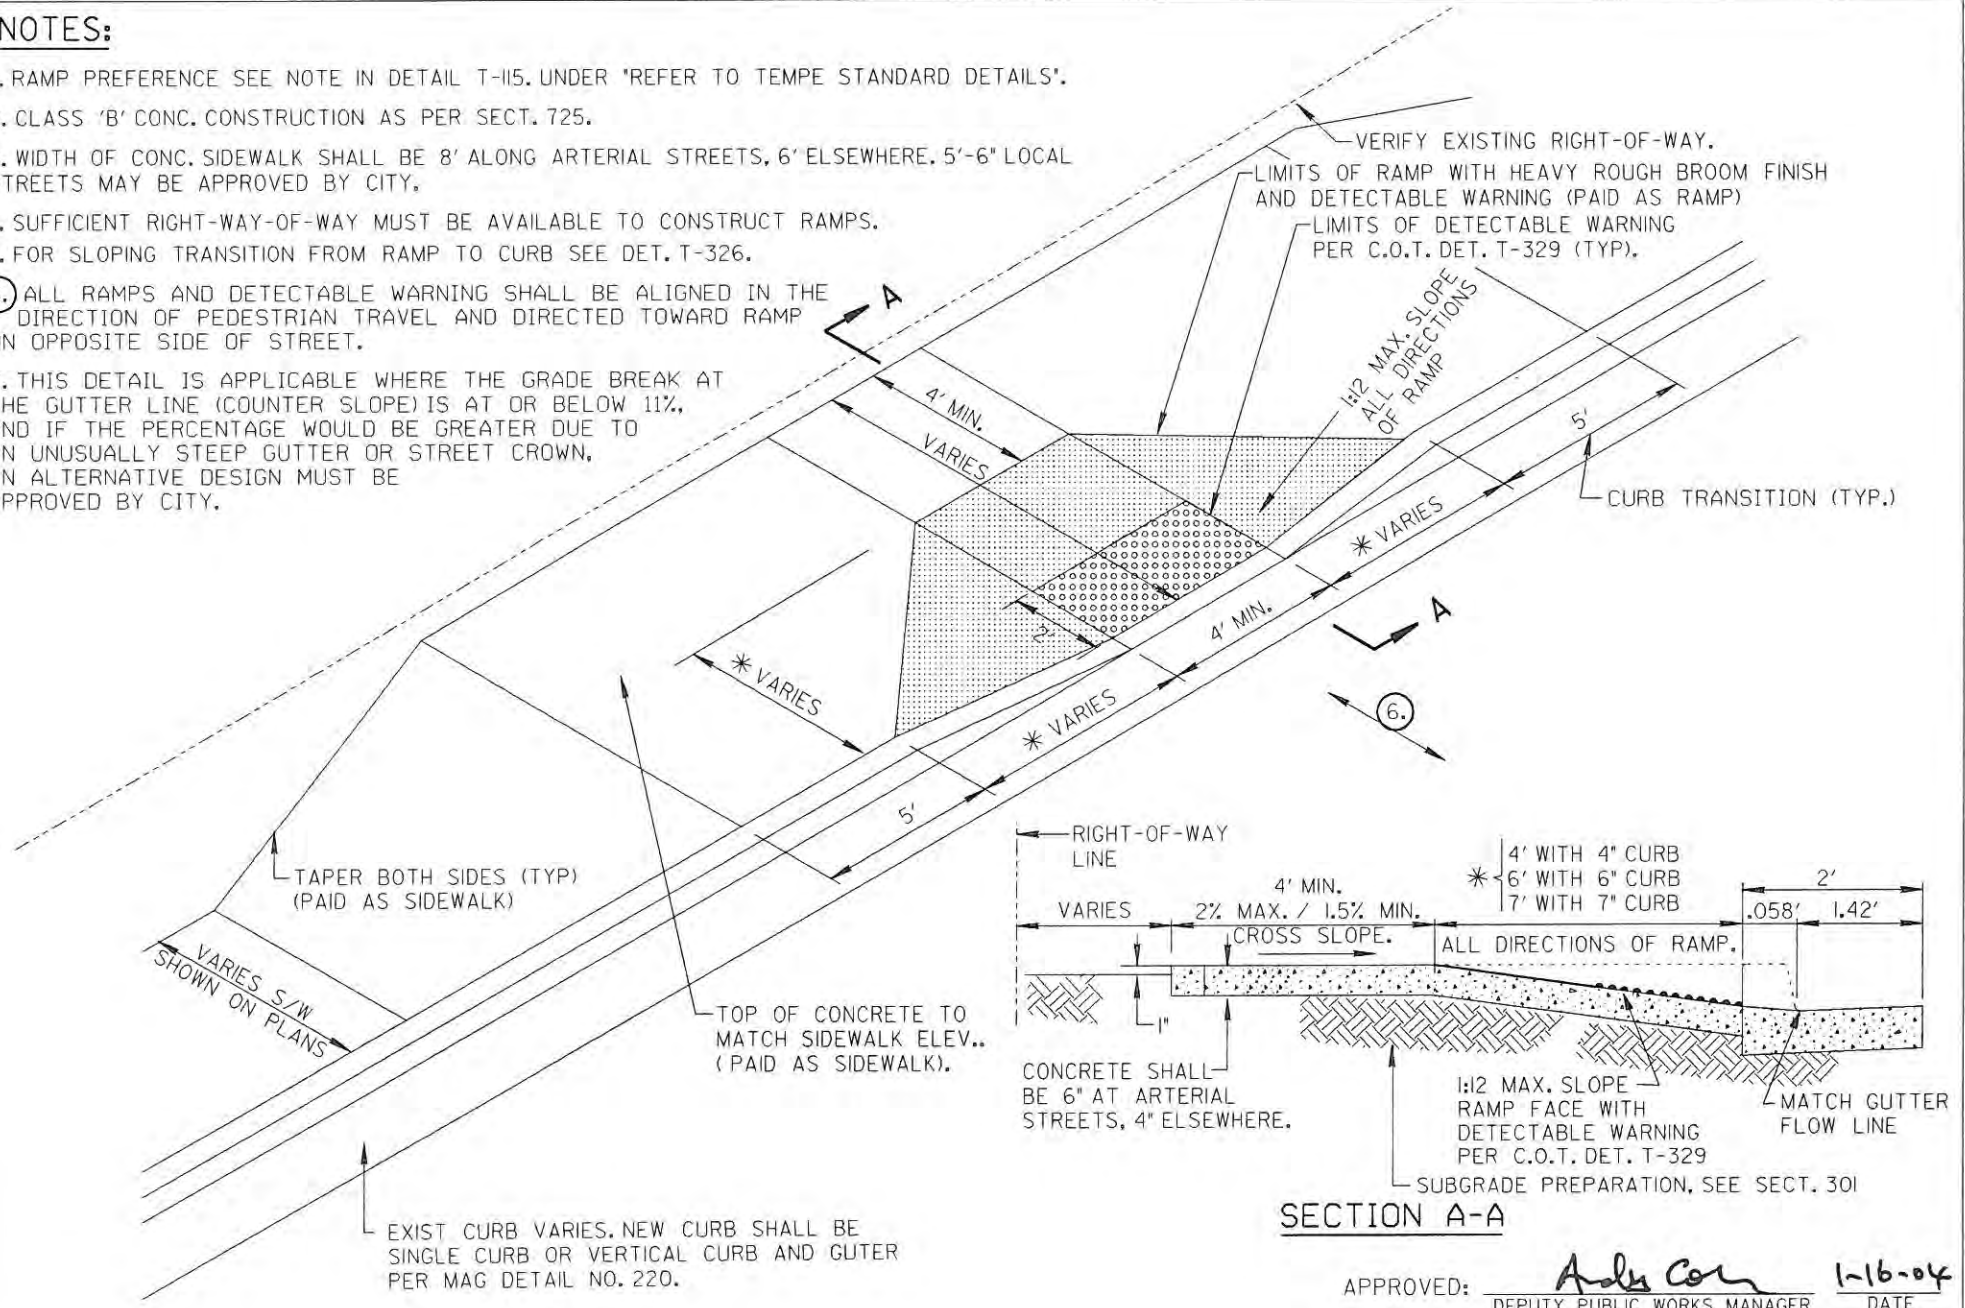 NOTES:
. RAMP PREFERENCE SEE NOTE IN DETAIL T-115. UNDER "REFER TO TEMPE STANDARD DETAILS".
. CLASS 'B' CONC. CONSTRUCTION AS PER SECT. 725.
. WIDTH OF CONC. SIDEWALK SHALL BE 8' ALONG ARTERIAL STREETS, 6' ELSEWHERE. 5'-6" LOCAL
TREETS MAY BE APPROVED BY CITY.
. SUFFICIENT RIGHT-WAY-OF-WAY MUST BE AVAILABLE TO CONSTRUCT RAMPS.
. FOR SLOPING TRANSITION FROM RAMP TO CURB SEE DET. T-326.
.) ALL RAMPS AND DETECTABLE WARNING SHALL BE ALIGNED IN THE
DIRECTION OF PEDESTRIAN TRAVEL AND DIRECTED TOWARD RAMP
N OPPOSITE SIDE OF STREET.
. THIS DETAIL IS APPLICABLE WHERE THE GRADE BREAK AT
HE GUTTER LINE (COUNTER SLOPE) IS AT OR BELOW 11%,
ND IF THE PERCENTAGE WOULD BE GREATER DUE TO
N UNUSUALLY STEEP GUTTER OR STREET CROWN,
N ALTERNATIVE DESIGN MUST BE
PPROVED BY CITY.
VERIFY EXISTING RIGHT-OF-WAY.
LIMITS OF RAMP WITH HEAVY ROUGH BROOM FINISH
AND DETECTABLE WARNING (PAID AS RAMP)
LIMITS OF DETECTABLE WARNING
PER C.O.T. DET. T-329 (TYP).
1:12 MAX. SLOPE
ALL DIRECTIONS
OF RAMP
A
4' MIN.
VARIES
5'
CURB TRANSITION (TYP.)
* VARIES
4' MIN.
A
2'
* VARIES
* VARIES
6.
5'
TAPER BOTH SIDES (TYP)
(PAID AS SIDEWALK)
VARIES S/W
SHOWN ON PLANS
TOP OF CONCRETE TO
MATCH SIDEWALK ELEV..
(PAID AS SIDEWALK).
EXIST CURB VARIES. NEW CURB SHALL BE
SINGLE CURB OR VERTICAL CURB AND GUTER
PER MAG DETAIL NO. 220.
RIGHT-OF-WAY
LINE
VARIES
4' MIN.
2% MAX. / 1.5% MIN.
CROSS SLOPE.
* 4' WITH 4" CURB
6' WITH 6" CURB
7' WITH 7" CURB
ALL DIRECTIONS OF RAMP.
2'
.058' 1.42'
1"
CONCRETE SHALL
BE 6" AT ARTERIAL
STREETS, 4" ELSEWHERE.
1:12 MAX. SLOPE
RAMP FACE WITH
DETECTABLE WARNING
PER C.O.T. DET. T-329
MATCH GUTTER
FLOW LINE
SUBGRADE PREPARATION, SEE SECT. 301
SECTION A-A
APPROVED: 1-16-04
DEPUTY PUBLIC WORKS MANAGER DATE